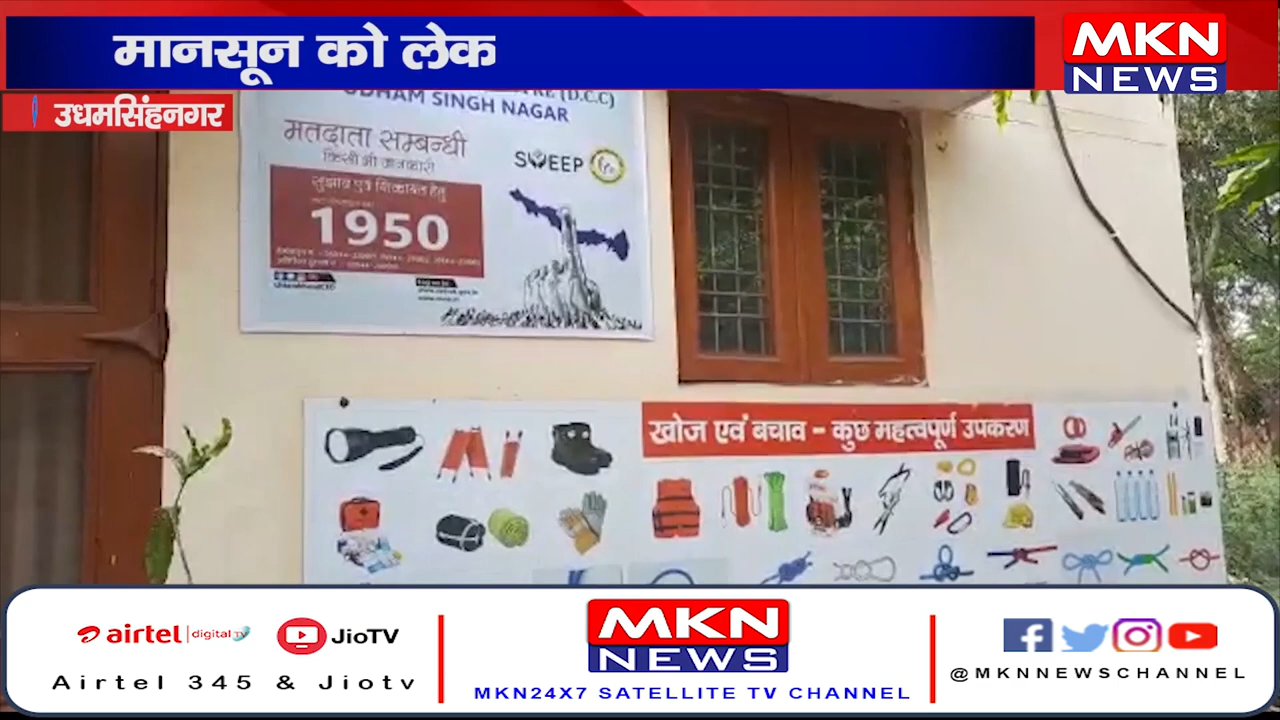 मानसून को लेक
MKN
NEWS
उधमसिंहनगर
(D.C.C)
UDHAM SINGH NAGAR
मतदाता सम्बन्धी
किसी भी जानकारी
SWEEP
सुझाव एवं शिकायत हेतु
1950
खोज एवं बचाव - कुछ महत्वपूर्ण उपकरण
airtel digital TV
JioTV
Airtel 345 & Jiotv
MKN
NEWS
MKN24X7 SATELLITE TV CHANNEL
@MKNNEWSCHANNEL